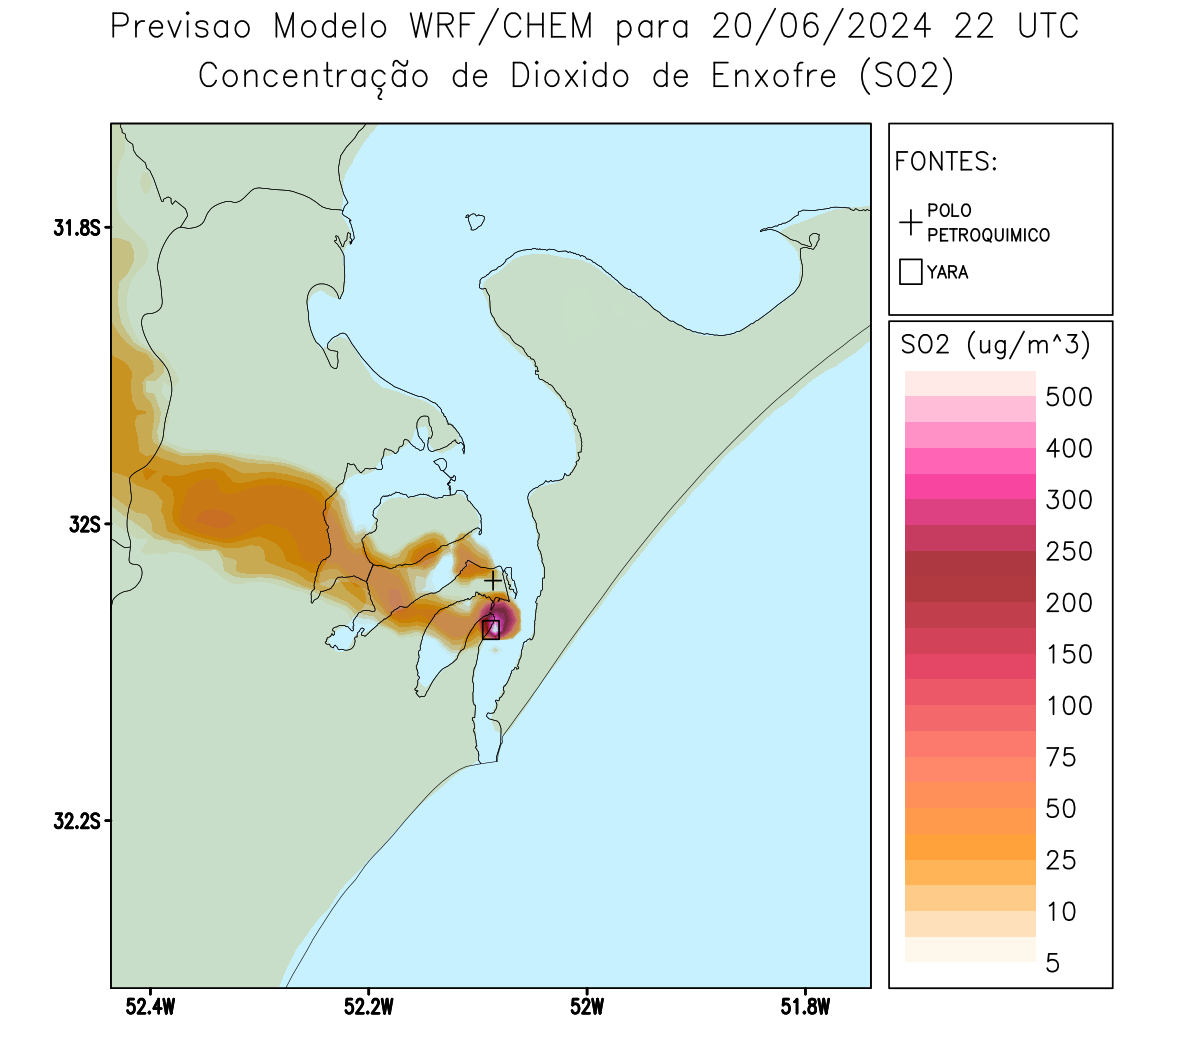 Previsao Modelo WRF/CHEM para 20/06/2024 22 UTC
Concentração de Dioxido de Enxofre (SO2)
FONTES:
POLO
PETROQUIMICO
YARA
31.8S
32S
32.2S
52.4W
52.2W
52W
51.8W
SO2 (ug/m^3)
500
400
300
250
200
150
100
75
50
25
10
5